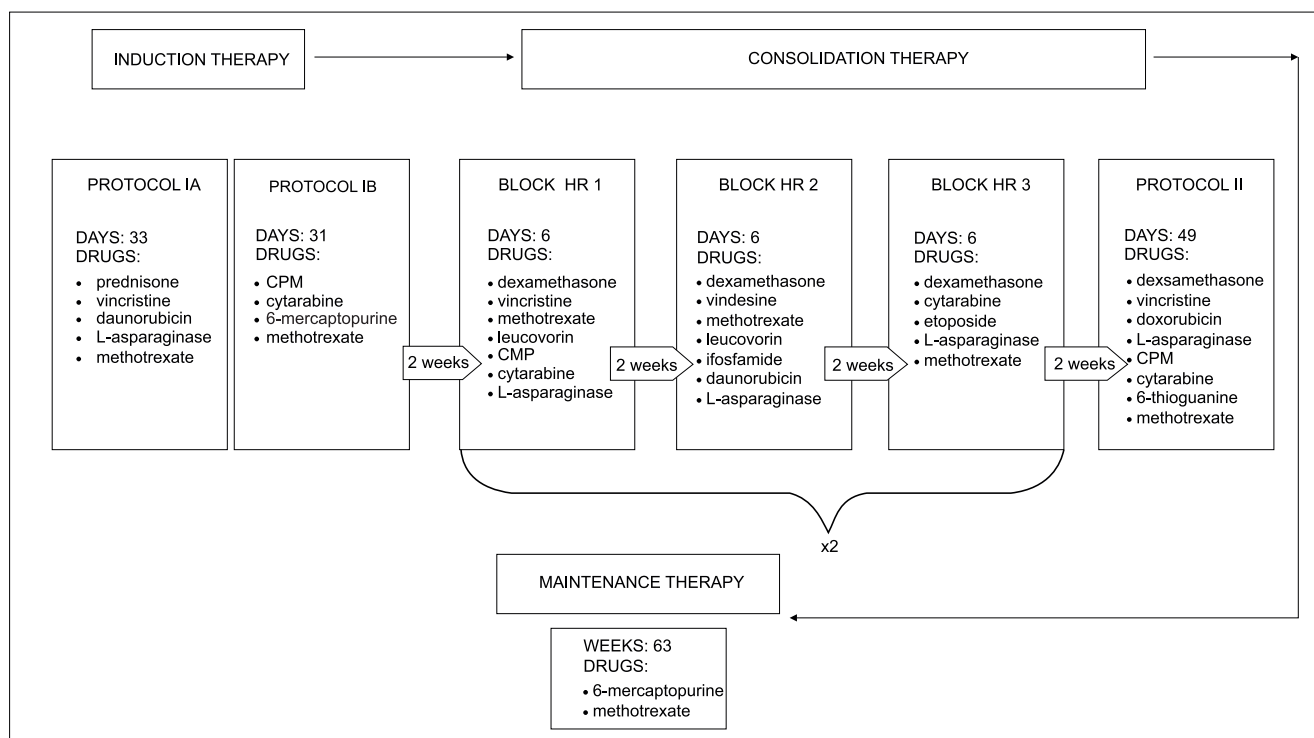 INDUCTION THERAPY
CONSOLIDATION THERAPY
PROTOCOL IA
DAYS: 33
DRUGS:
• prednisone
• vincristine
• daunorubicin
• L-asparaginase
• methotrexate
PROTOCOL IB
DAYS: 31
DRUGS:
• CPM
• cytarabine
• 6-mercaptopurine
• methotrexate
2 weeks
BLOCK HR 1
DAYS: 6
DRUGS:
• dexamethasone
• vincristine
• methotrexate
• leucovorin
• CMP
• cytarabine
• L-asparaginase
2 weeks
BLOCK HR 2
DAYS: 6
DRUGS:
• dexamethasone
• vindesine
• methotrexate
• leucovorin
• ifosfamide
• daunorubicin
• L-asparaginase
2 weeks
BLOCK HR 3
DAYS: 6
DRUGS:
• dexamethasone
• cytarabine
• etoposide
• L-asparaginase
• methotrexate
2 weeks
PROTOCOL II
DAYS: 49
DRUGS:
• dexsamethasone
• vincristine
• doxorubicin
• L-asparaginase
• CPM
• cytarabine
• 6-thioguanine
• methotrexate
x2
MAINTENANCE THERAPY
WEEKS: 63
DRUGS:
• 6-mercaptopurine
• methotrexate